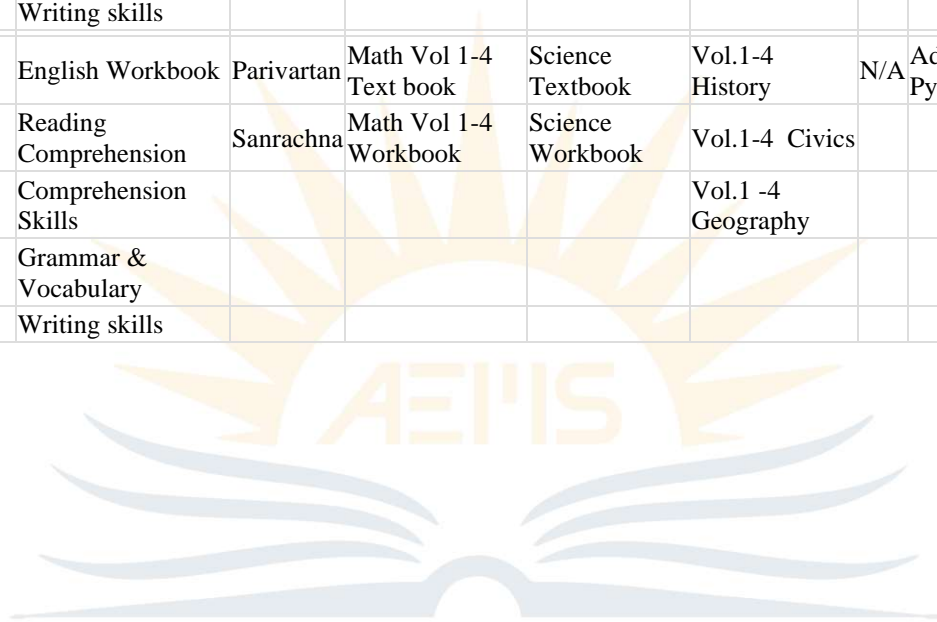 Writing skills
English Workbook Parivartan Math Vol 1-4 Text book Science Textbook Vol.1-4 History N/A
Reading Comprehension Sanrachna Math Vol 1-4 Workbook Science Workbook Vol.1-4 Civics
Comprehension Skills Vol.1 -4 Geography
Grammar & Vocabulary
Writing skills
AEMS